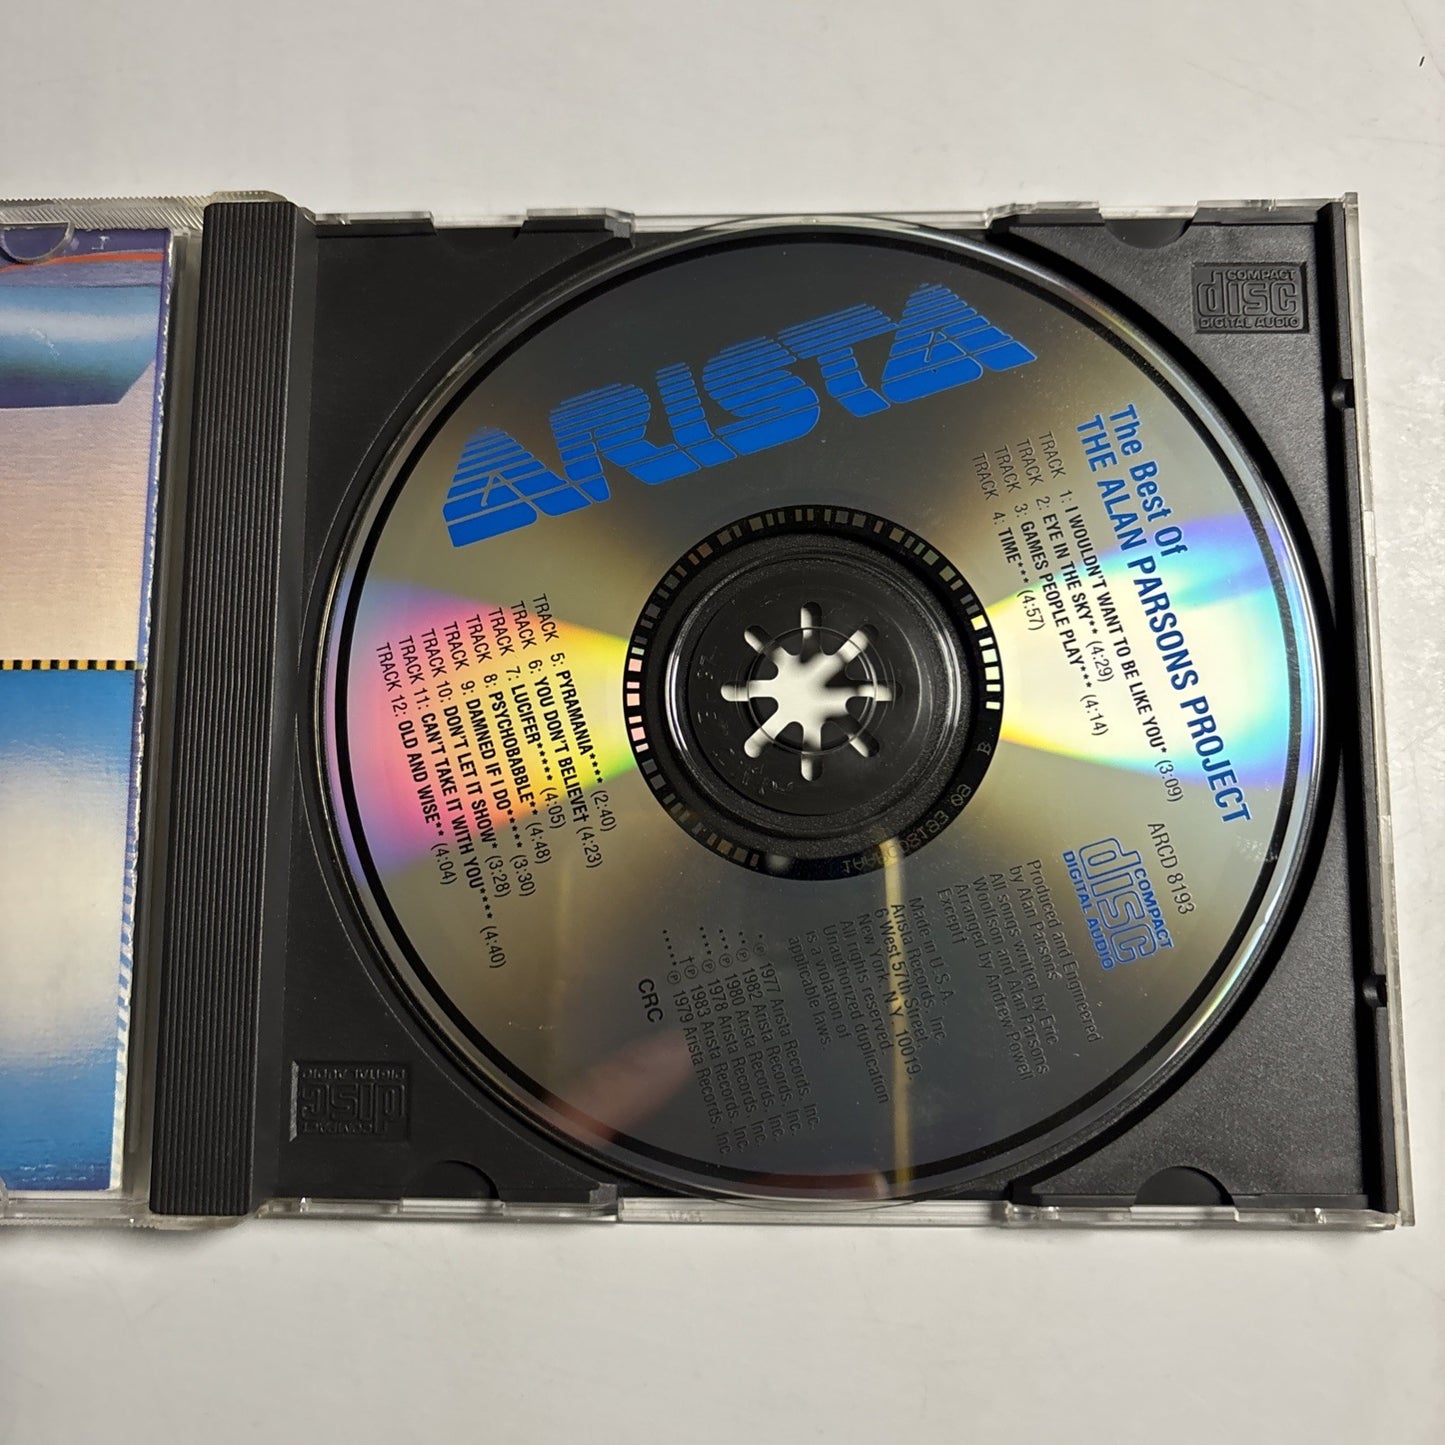 ARISTA
The Best Of
THE ALAN PARSONS PROJECT
TRACK 1: I WOULDN'T WANT TO BE LIKE YOU* (3:09)
TRACK 2: EYE IN THE SKY** (4:29)
TRACK 3: GAMES PEOPLE PLAY*** (4:14)
TRACK 4: TIME*** (4:57)
TRACK 5: PYRAMANIA**** (2:40)
TRACK 6: YOU DON'T BELIEVE† (4:23)
TRACK 7: LUCIFER***** (4:05)
TRACK 8: PSYCHOBABBLE** (4:48)
TRACK 9: DAMNED IF I DO***** (3:30)
TRACK 10: DON'T LET IT SHOW* (3:28)
TRACK 11: CAN'T TAKE IT WITH YOU**** (4:40)
TRACK 12: OLD AND WISE** (4:04)
ARCD 8193
COMPACT
disc
DIGITAL AUDIO
Produced and Engineered
by Alan Parsons
All songs written by Eric
Woolfson and Alan Parsons
Arranged by Andrew Powell
Except†
Made in U.S.A.
Arista Records, Inc.
6 West 57th Street,
New York, N.Y. 10019.
All rights reserved.
Unauthorized duplication
is a violation of
applicable laws.
*℗ 1977 Arista Records, Inc.
**℗ 1982 Arista Records, Inc.
***℗ 1980 Arista Records, Inc.
****℗ 1978 Arista Records, Inc.
†℗ 1983 Arista Records, Inc.
*****℗ 1979 Arista Records, Inc.
CRC
COMPACT
disc
DIGITAL AUDIO
COMPACT
disc
DIGITAL AUDIO